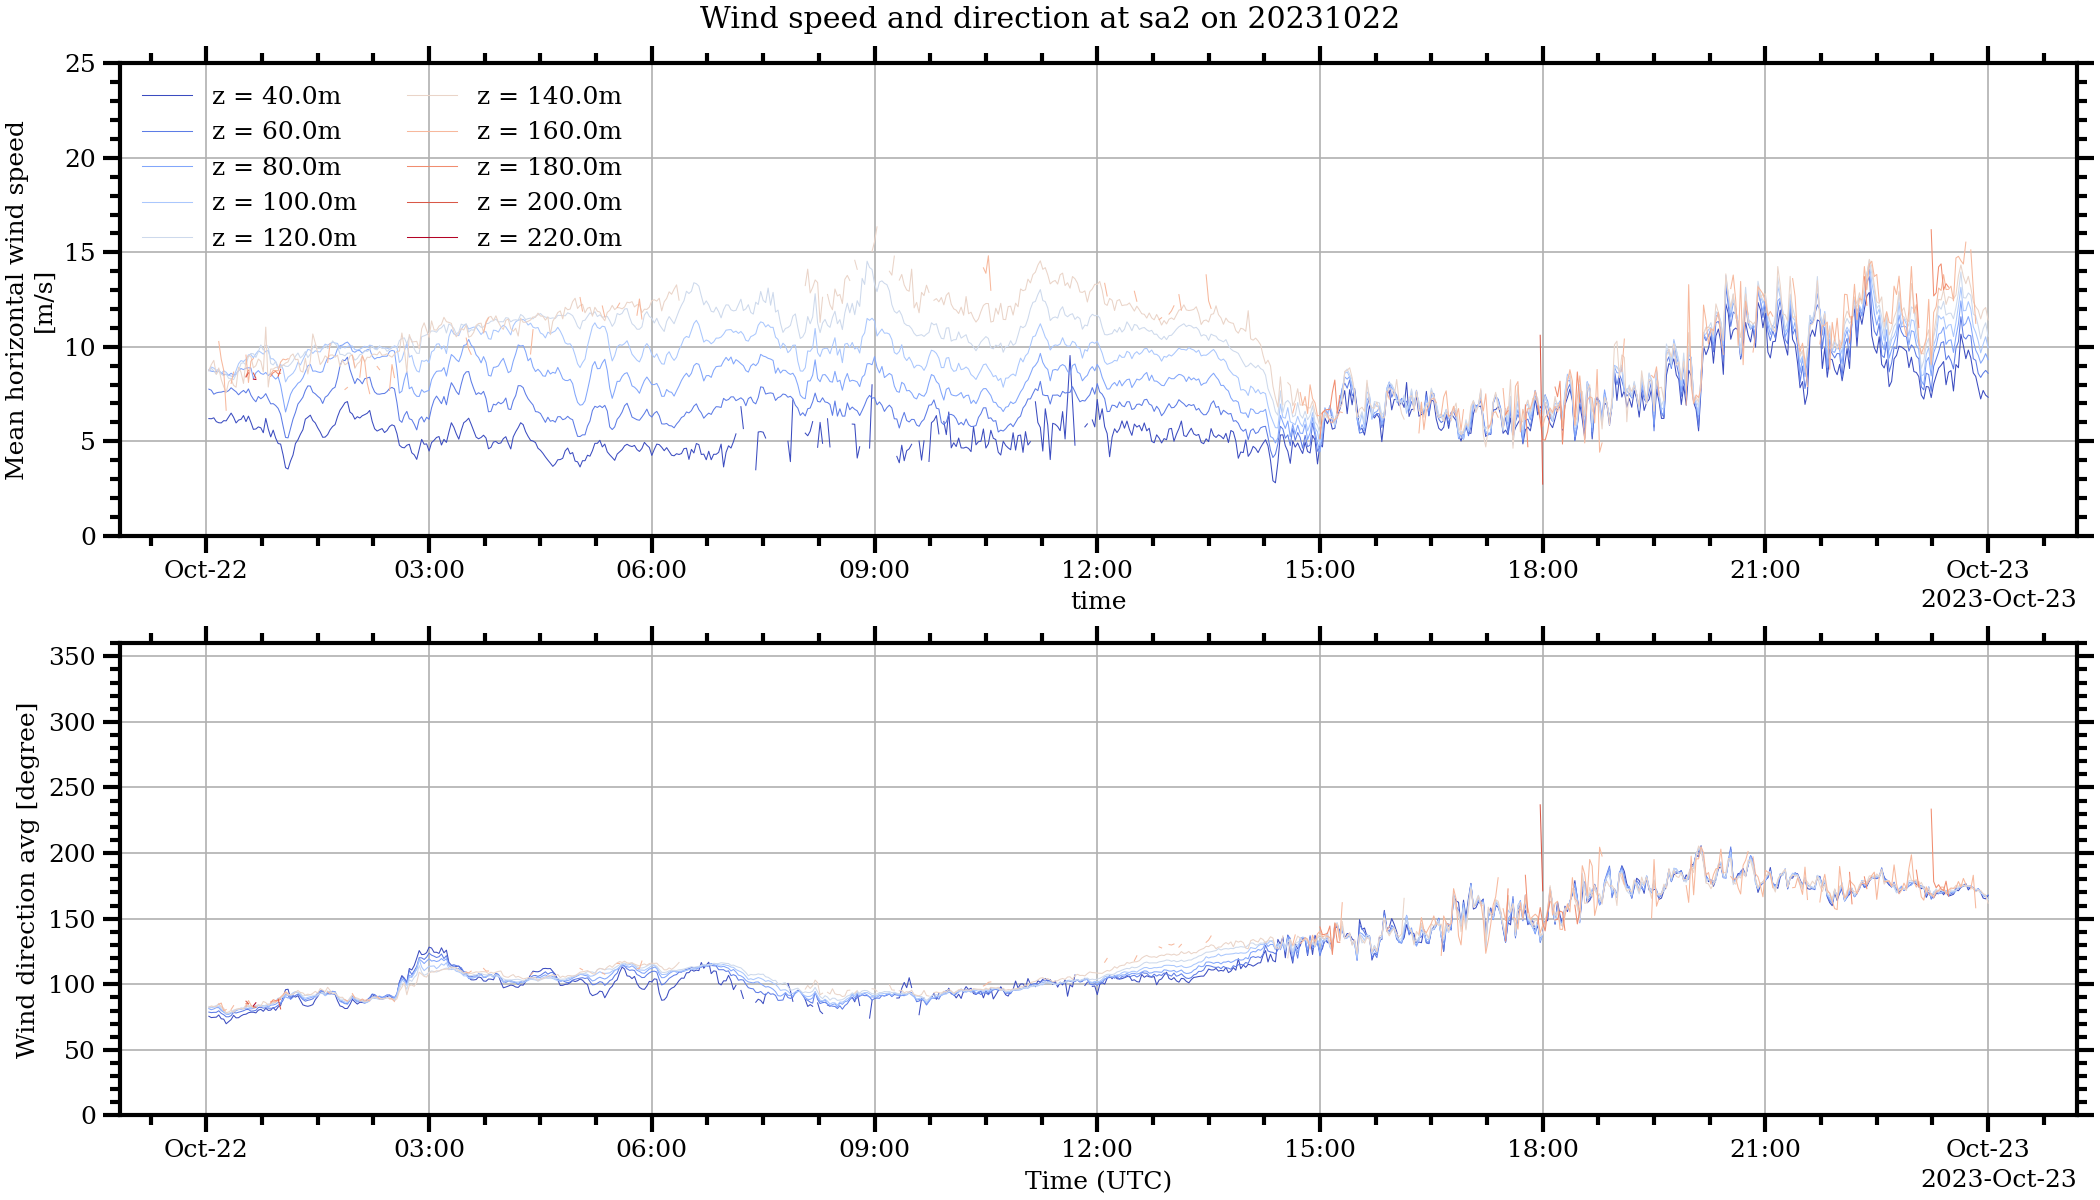 Wind speed and direction at sa2 on 20231022
Mean horizontal wind speed
[m/s]
25
20
15
10
5
0
z = 40.0m
z = 60.0m
z = 80.0m
z = 100.0m
z = 120.0m
z = 140.0m
z = 160.0m
z = 180.0m
z = 200.0m
z = 220.0m
Oct-22 03:00 06:00 09:00 12:00 15:00 18:00 21:00 Oct-23
time
2023-Oct-23
Wind direction avg [degree]
350
300
250
200
150
100
50
0
Oct-22 03:00 06:00 09:00 12:00 15:00 18:00 21:00 Oct-23
Time (UTC)
2023-Oct-23